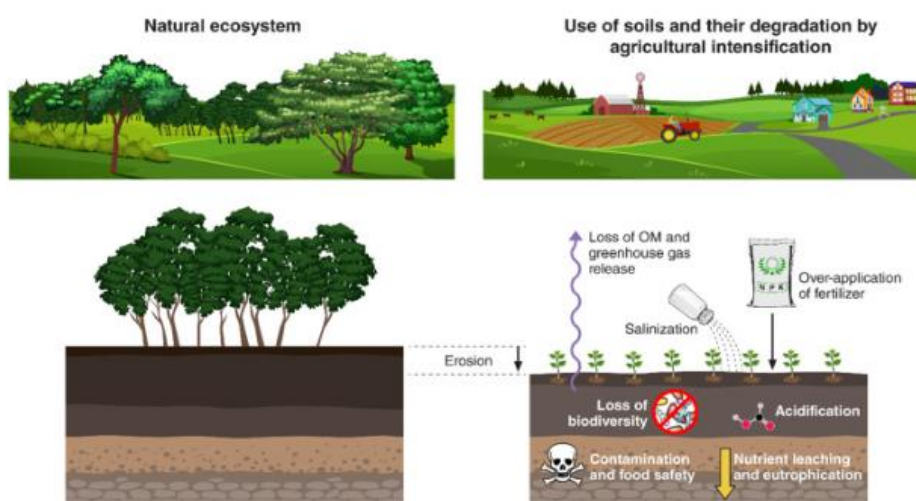 Natural ecosystem
Use of soils and their degradation by
agricultural intensification
Loss of OM and
greenhouse gas
release
N P K
Over-application
of fertilizer
Salinization
Erosion
Loss of
biodiversity
Acidification
Contamination
and food safety
Nutrient leaching
and eutrophication